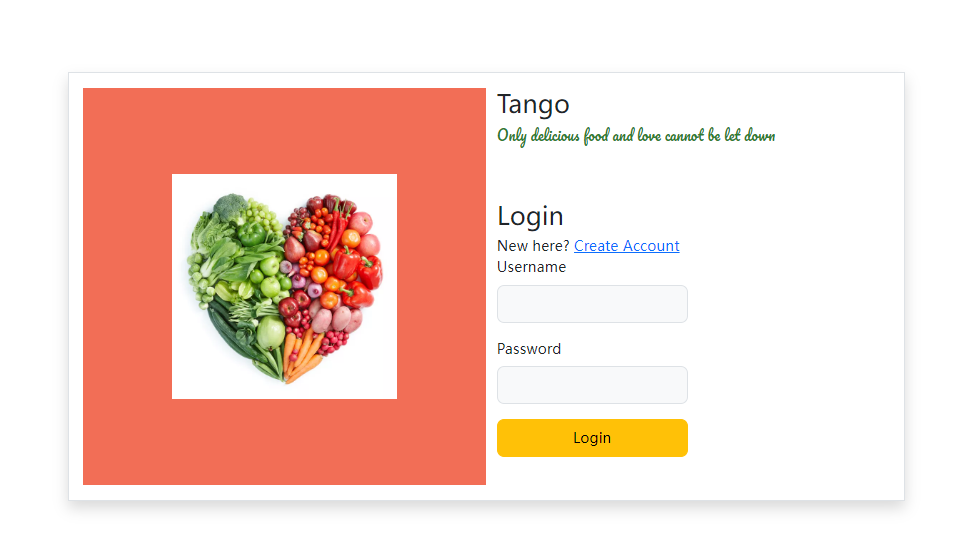 Tango
Only delicious food and love cannot be let down
Login
New here? Create Account
Username
Password
Login